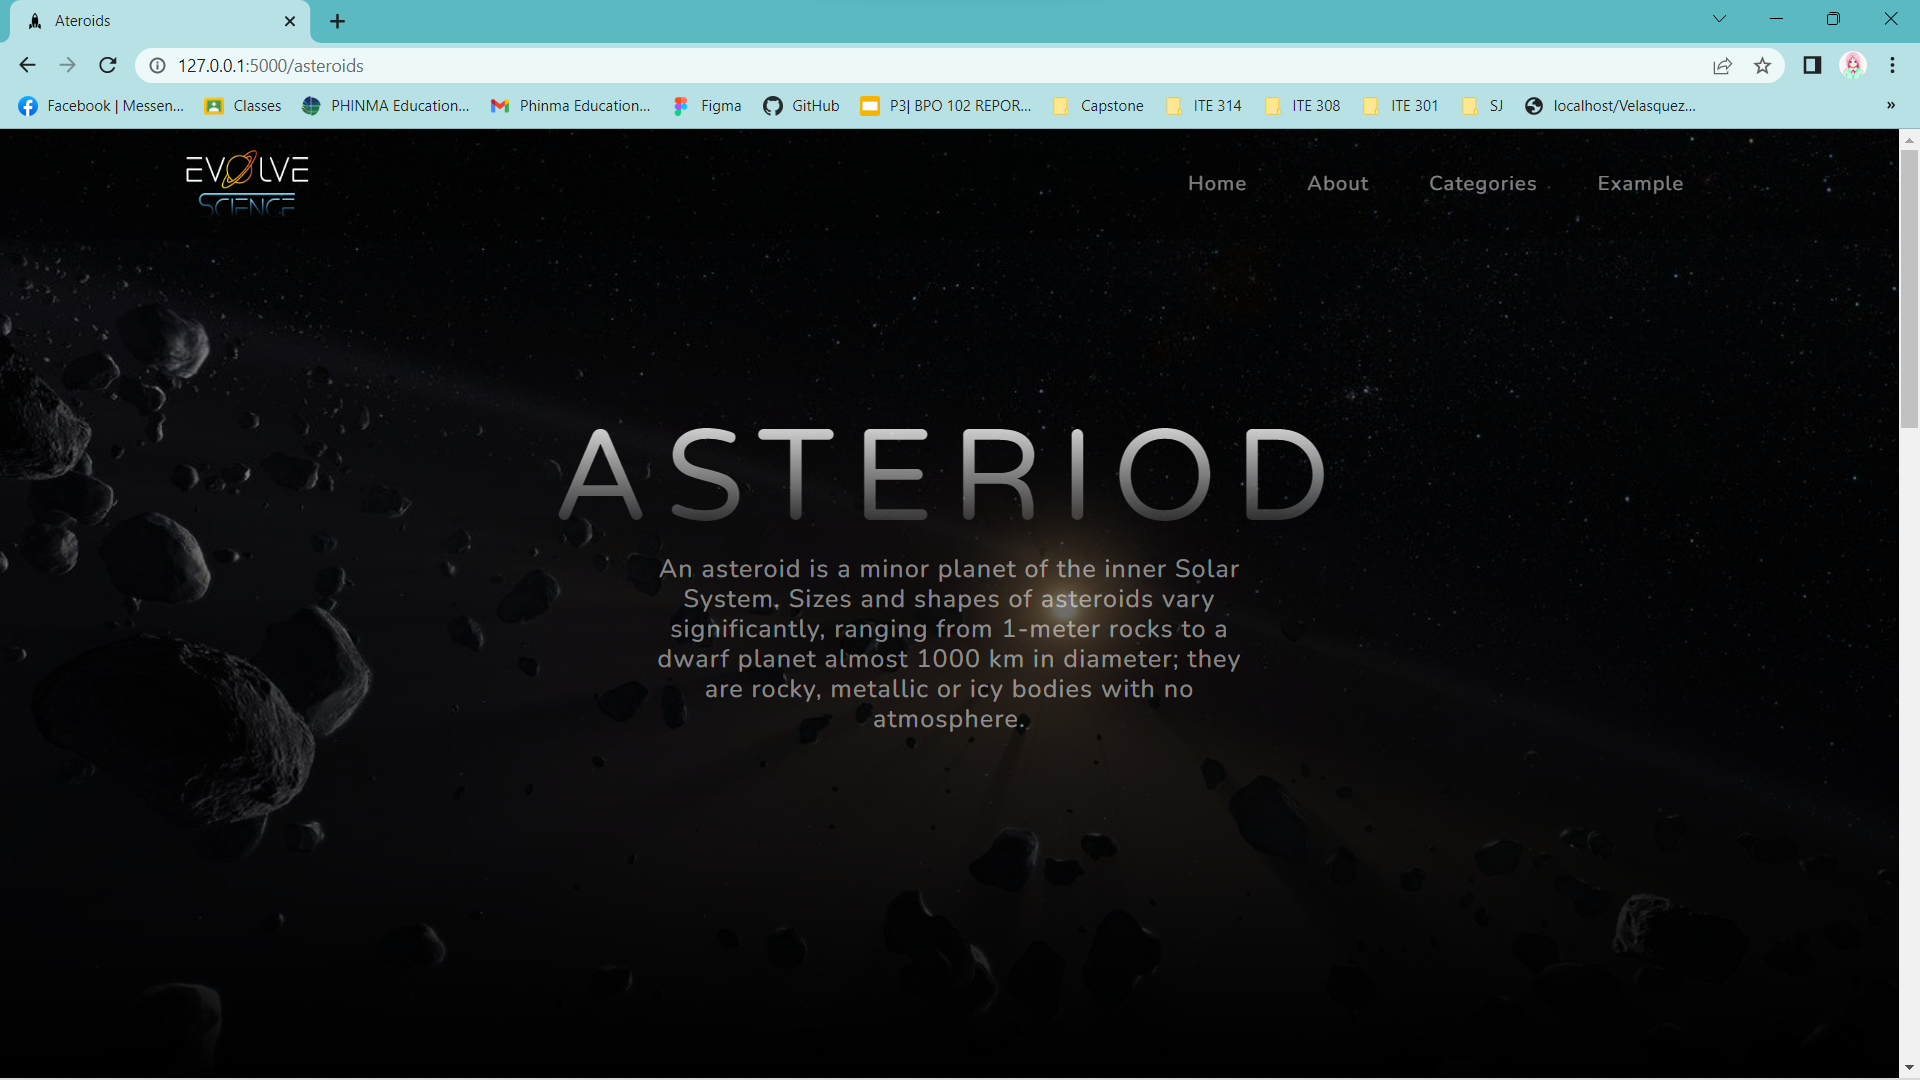 Ateroids
127.0.0.1:5000/asteroids
Facebook | Messen... Classes PHINMA Education... Phinma Education... Figma GitHub P3| BPO 102 REPOR... Capstone ITE 314 ITE 308 ITE 301 SJ localhost/Velasquez... »
EVOLVE
SCIENCE
Home About Categories Example
ASTERIOD
An asteroid is a minor planet of the inner Solar
System. Sizes and shapes of asteroids vary
significantly, ranging from 1-meter rocks to a
dwarf planet almost 1000 km in diameter; they
are rocky, metallic or icy bodies with no
atmosphere.